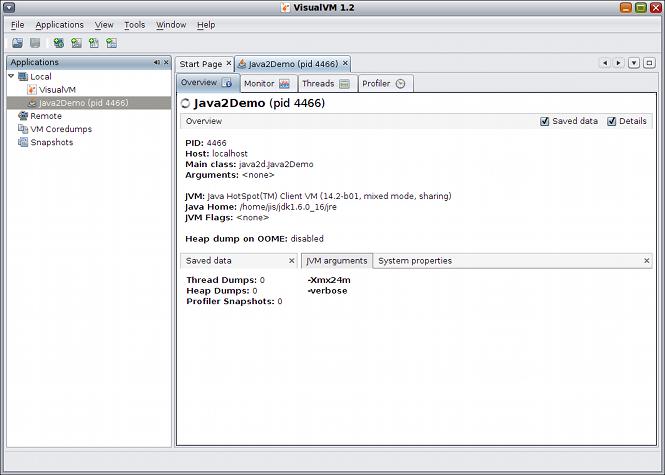 VisualVM 1.2
File Applications View Tools Window Help
Applications
Local
VisualVM
Java2Demo (pid 4466)
Remote
VM Coredumps
Snapshots
Start Page Java2Demo (pid 4466)
Overview Monitor Threads Profiler
Java2Demo (pid 4466)
Overview Saved data Details
PID: 4466
Host: localhost
Main class: java2d.Java2Demo
Arguments: <none>
JVM: Java HotSpot(TM) Client VM (14.2-b01, mixed mode, sharing)
Java Home: /home/jis/jdk1.6.0_16/jre
JVM Flags: <none>
Heap dump on OOME: disabled
Saved data JVM arguments System properties
Thread Dumps: 0 -Xmx24m
Heap Dumps: 0 -verbose
Profiler Snapshots: 0